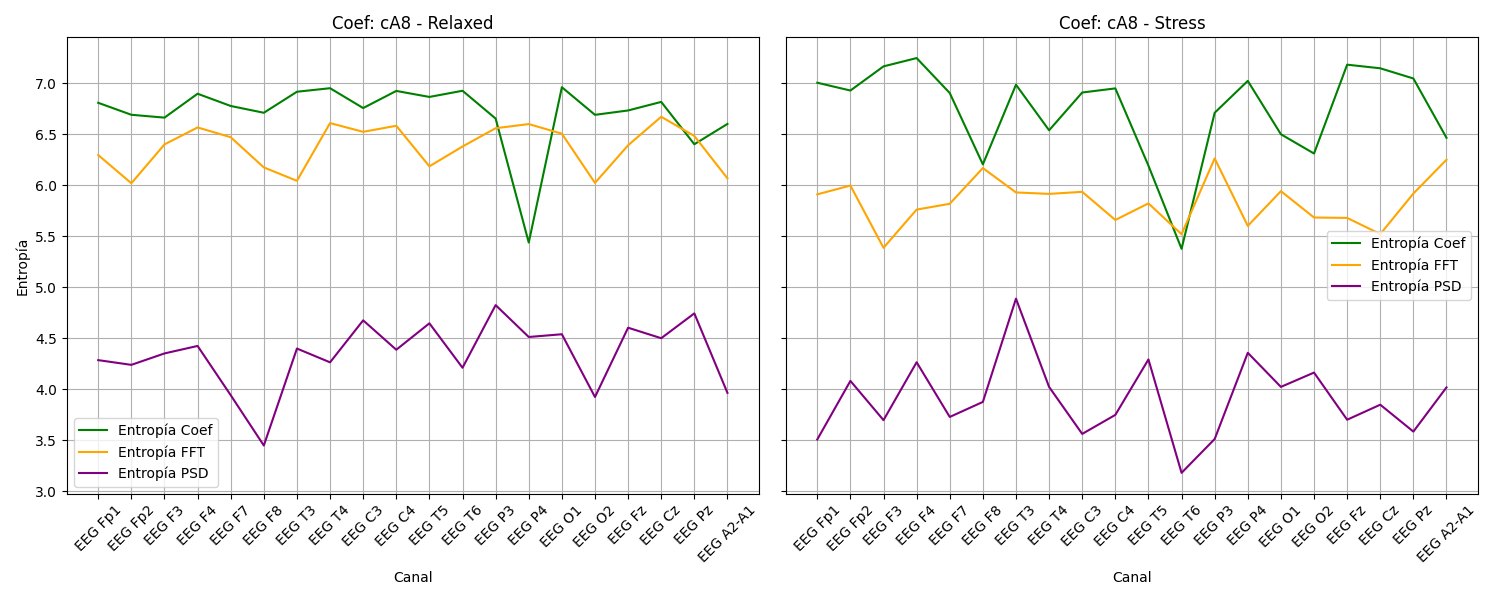 Coef: cA8 - Relaxed
Entropía
7.0
6.5
6.0
5.5
5.0
4.5
4.0
3.5
3.0
Entropía Coef
Entropía FFT
Entropía PSD
EEG Fp1
EEG Fp2
EEG F3
EEG F4
EEG F7
EEG F8
EEG T3
EEG T4
EEG C3
EEG C4
EEG T5
EEG T6
EEG P3
EEG P4
EEG O1
EEG O2
EEG Fz
EEG Cz
EEG Pz
EEG A2-A1
Canal
Coef: cA8 - Stress
Entropía Coef
Entropía FFT
Entropía PSD
EEG Fp1
EEG Fp2
EEG F3
EEG F4
EEG F7
EEG F8
EEG T3
EEG T4
EEG C3
EEG C4
EEG T5
EEG T6
EEG P3
EEG P4
EEG O1
EEG O2
EEG Fz
EEG Cz
EEG Pz
EEG A2-A1
Canal